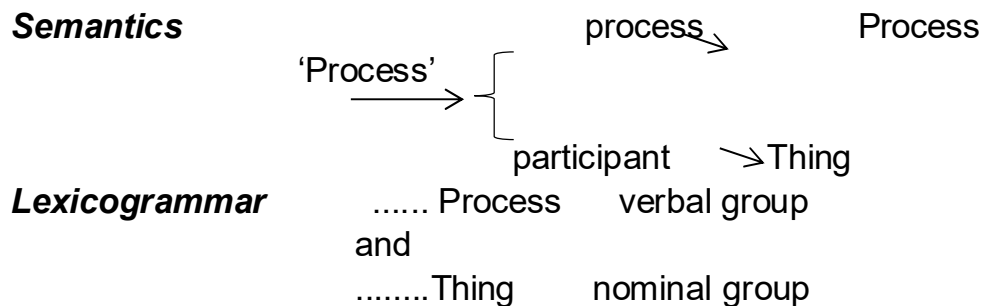 Semantics process Process
‘Process’
participant Thing
Lexicogrammar ...... Process verbal group
and
........Thing nominal group